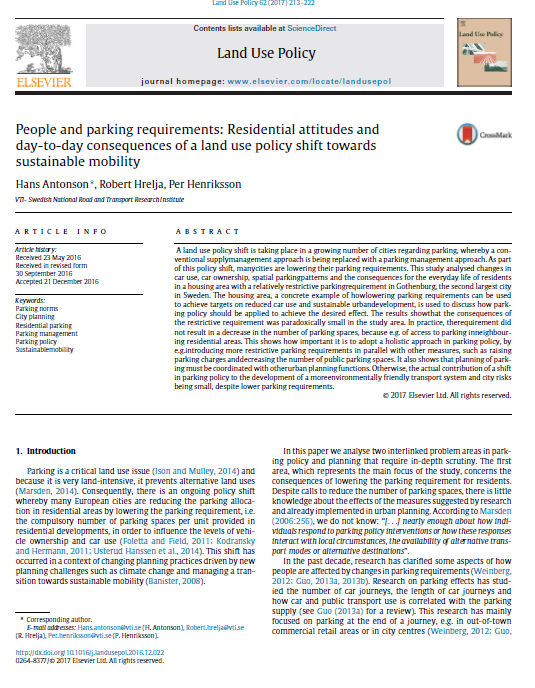 Land Use Policy 62 (2017) 213–222
Contents lists available at ScienceDirect
Land Use Policy
journal homepage: www.elsevier.com/locate/landusepol
ELSEVIER
Land Use Policy
People and parking requirements: Residential attitudes and
day-to-day consequences of a land use policy shift towards
sustainable mobility
CrossMark
Hans Antonson*, Robert Hrelja, Per Henriksson
VTI– Swedish National Road and Transport Research Institute
ARTICLE INFO
Article history:
Received 23 May 2016
Received in revised form
30 September 2016
Accepted 21 December 2016
Keywords:
Parking norms
City planning
Residential parking
Parking management
Parking policy
Sustainablemobility
ABSTRACT
A land use policy shift is taking place in a growing number of cities regarding parking, whereby a con-
ventional supplymanagement approach is being replaced with a parking management approach. As part
of this policy shift, manycities are lowering their parking requirements. This study analysed changes in
car use, car ownership, spatial parkingpatterns and the consequences for the everyday life of residents
in a housing area with a relatively restrictive parkingrequirement in Gothenburg, the second largest city
in Sweden. The housing area, a concrete example of howlowering parking requirements can be used
to achieve targets on reduced car use and sustainable urbandevelopment, is used to discuss how park-
ing policy should be applied to achieve the desired effect. The results showthat the consequences of
the restrictive requirement was paradoxically small in the study area. In practice, therequirement did
not result in a decrease in the number of parking spaces, because e.g. of access to parking inneighbour-
ing residential areas. This shows how important it is to adopt a holistic approach in parking policy, by
e.g.introducing more restrictive parking requirements in parallel with other measures, such as raising
parking charges anddecreasing the number of public parking spaces. It also shows that planning of park-
ing must be coordinated with otherurban planning functions. Otherwise, the actual contribution of a shift
in parking policy to the development of a moreenvironmentally friendly transport system and city risks
being small, despite lower parking requirements.
© 2017 Elsevier Ltd. All rights reserved.
1. Introduction
Parking is a critical land use issue (Ison and Mulley, 2014) and
because it is very land-intensive, it prevents alternative land uses
(Marsden, 2014). Consequently, there is an ongoing policy shift
whereby many European cities are reducing the parking alloca-
tion in residential areas by lowering the parking requirement, i.e.
the compulsory number of parking spaces per unit provided in
residential developments, in order to influence the levels of vehi-
cle ownership and car use (Foletta and Field, 2011; Kodransky
and Hermann, 2011; Usterud Hanssen et al., 2014). This shift has
occurred in a context of changing planning practices driven by new
planning challenges such as climate change and managing a tran-
sition towards sustainable mobility (Banister, 2008).
* Corresponding author.
E-mail addresses: Hans.antonson@vti.se (H. Antonson), Robert.hrelja@vti.se
(R. Hrelja), Per.henriksson@vti.se (P. Henriksson).
In this paper we analyse two interlinked problem areas in park-
ing policy and planning that require in-depth scrutiny. The first
area, which represents the main focus of the study, concerns the
consequences of lowering the parking requirement for residents.
Despite calls to reduce the number of parking spaces, there is little
knowledge about the effects of the measures suggested by research
and already implemented in urban planning. According to Marsden
(2006:256), we do not know: "[. . .] nearly enough about how indi-
viduals respond to parking policy interventions or how these responses
interact with local circumstances, the availability of alternative trans-
port modes or alternative destinations".
In the past decade, research has clarified some aspects of how
people are affected by changes in parking requirements (Weinberg,
2012; Guo, 2013a, 2013b). Research on parking effects has stud-
ied the number of car journeys, the length of car journeys and
how car and public transport use is correlated with the parking
supply (see Guo (2013a) for a review). This research has mainly
focused on parking at the end of a journey, e.g. in out-of-town
commercial retail areas or in city centres (Weinberg, 2012; Guo,
http://dx.doi.org/10.1016/j.landusepol.2016.12.022
0264-8377/© 2017 Elsevier Ltd. All rights reserved.